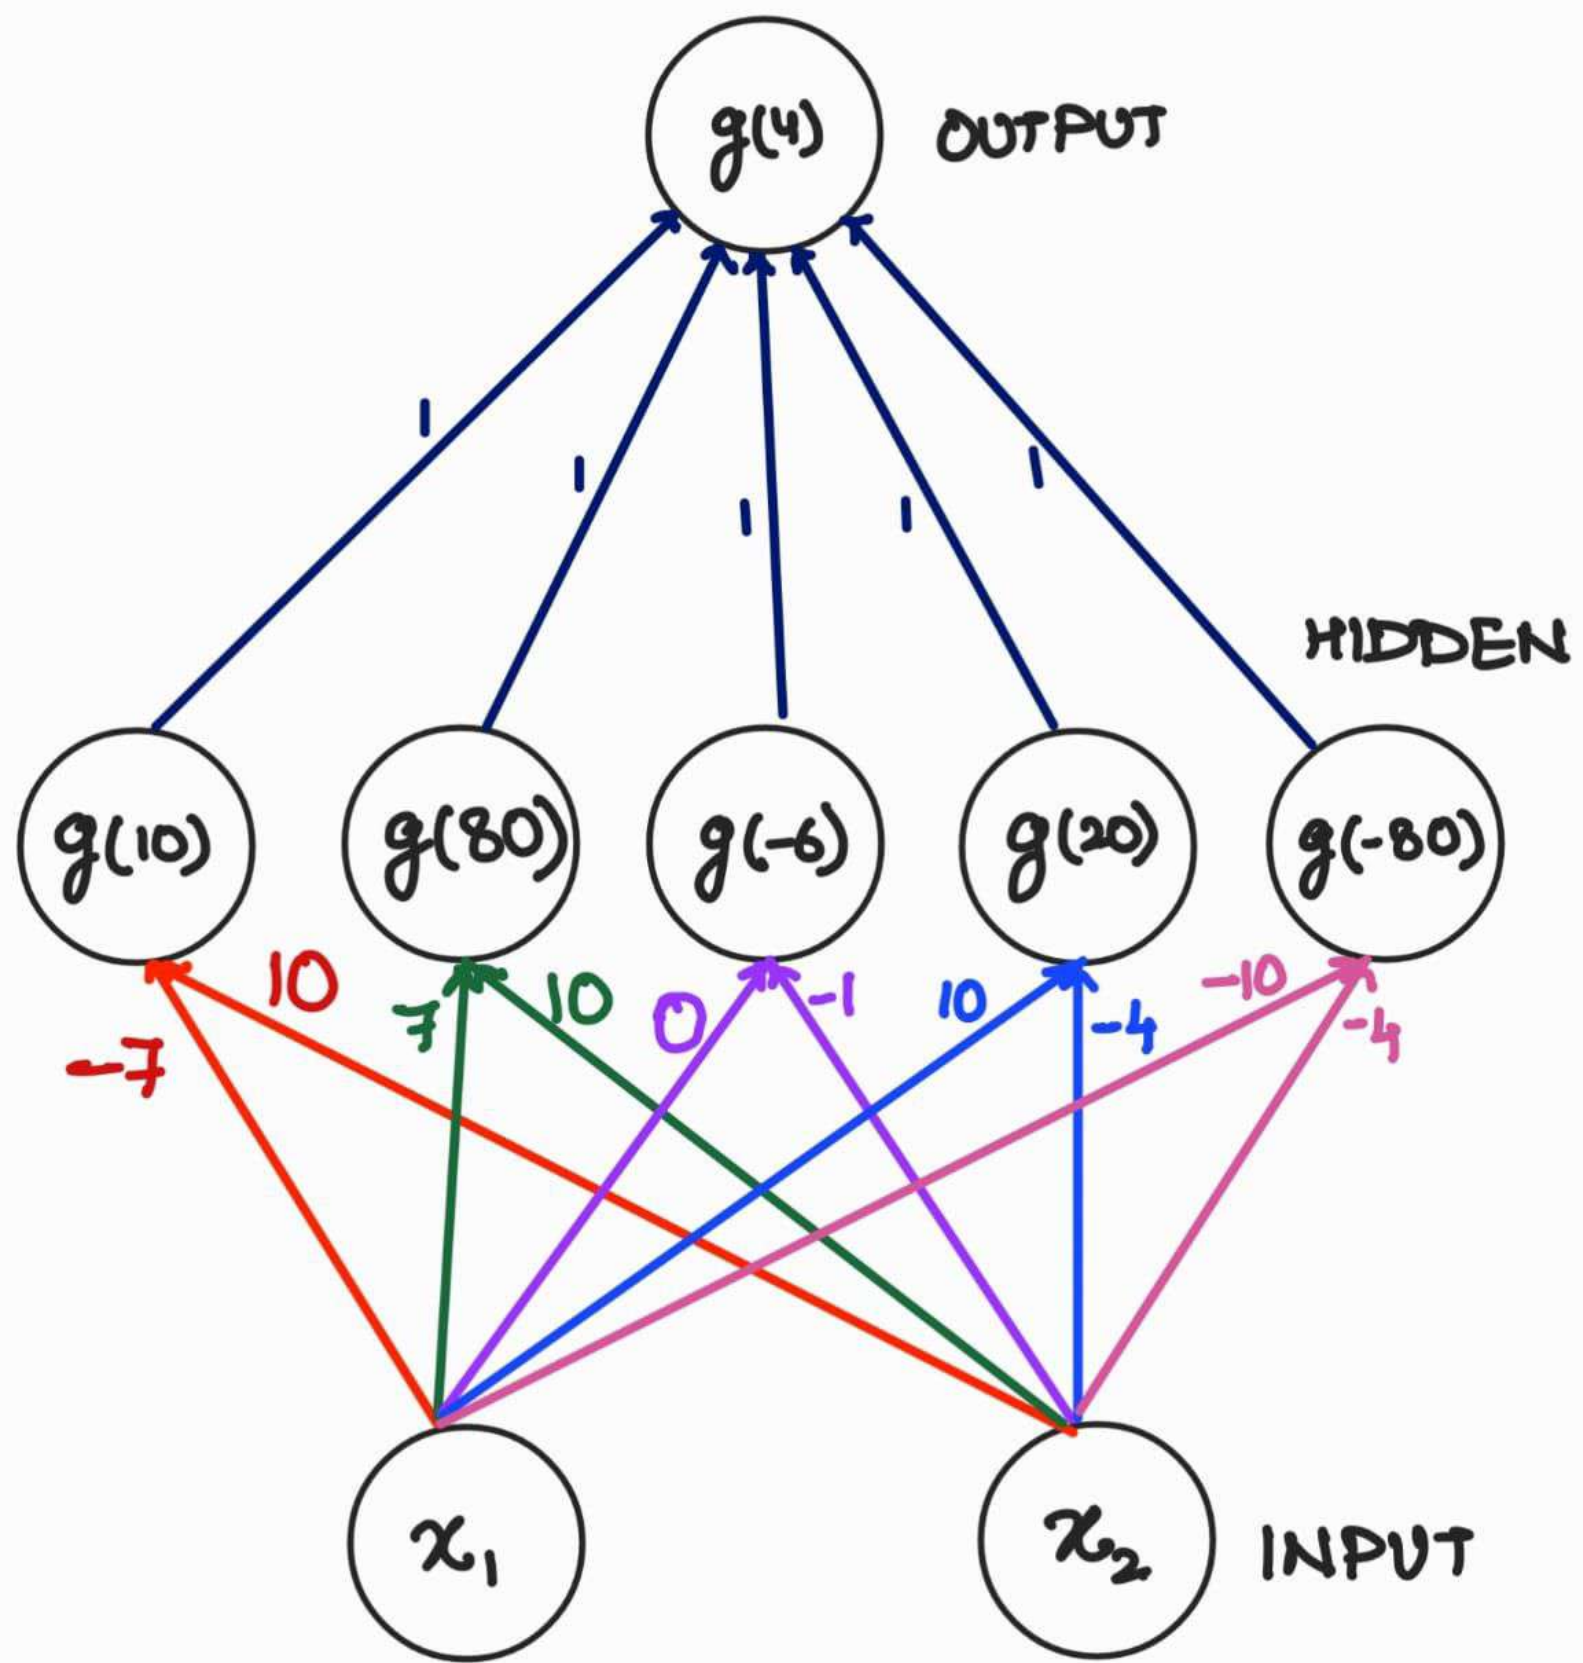 g(4) OUTPUT
1 1 1 1 1
HIDDEN
g(10) g(80) g(-6) g(20) g(-80)
-7 10 7 10 0 -1 10 -4 -10 -4
x₁ x₂ INPUT